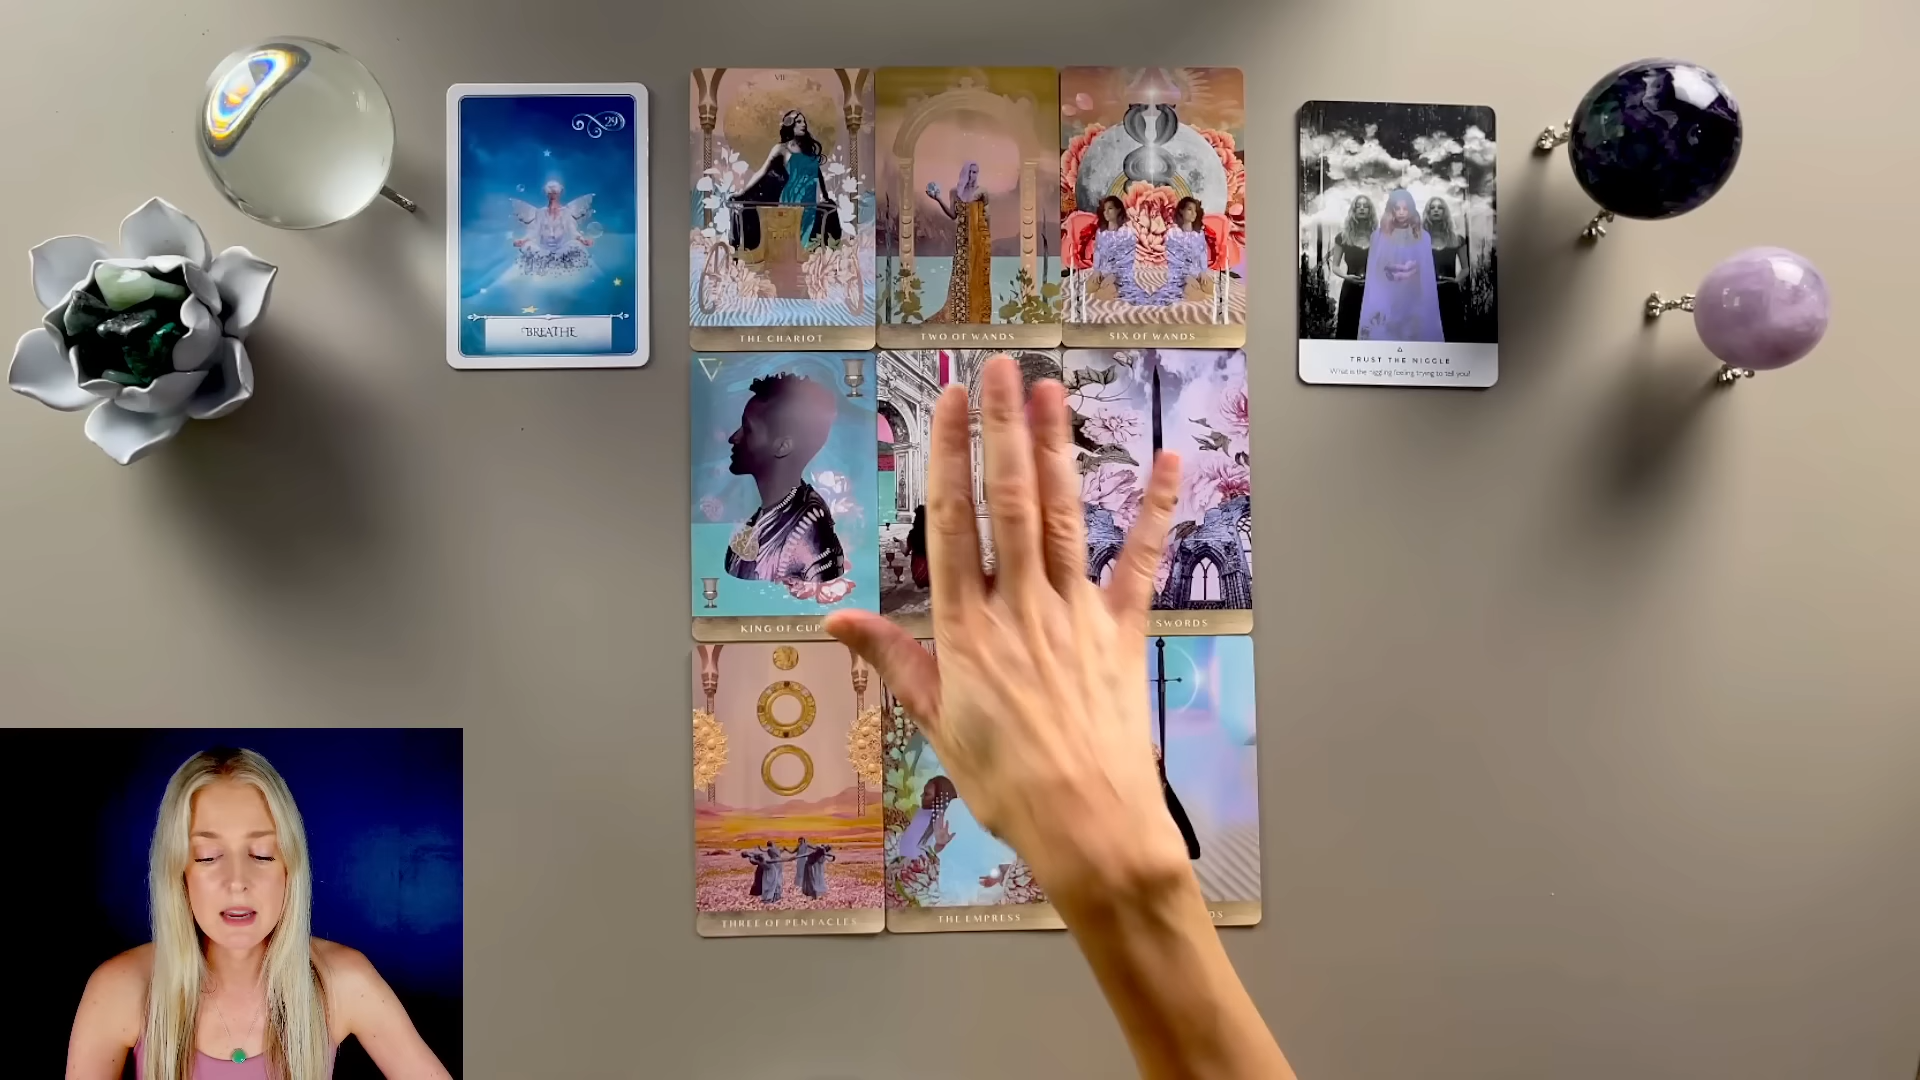 29
BREATHE
VII
THE CHARIOT
TWO OF WANDS
SIX OF WANDS
TRUST THE NIGGLE
What is the niggling feeling trying to tell you?
KING OF CUP
SWORDS
THREE OF PENTACLES
THE EMPRESS
DS